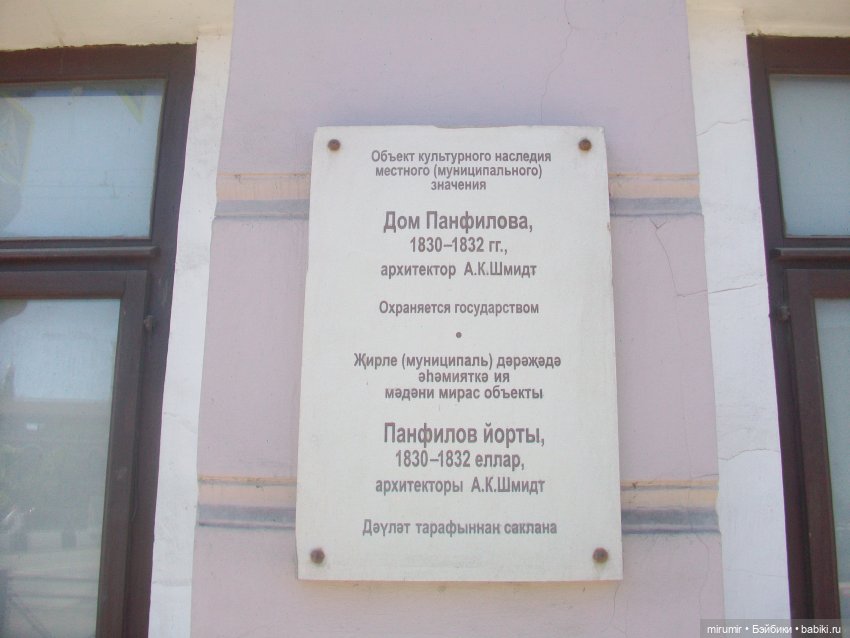 Объект культурного наследия
местного (муниципального)
значения
Дом Панфилова,
1830–1832 гг.,
архитектор А.К.Шмидт
Охраняется государством
•
Җирле (муниципаль) дәрәҗәдә
әһәмияткә ия
мәдәни мирас объекты
Панфилов йорты,
1830–1832 еллар,
архитекторы А.К.Шмидт
Дәүләт тарафыннан саклана
mirumir • Бэйбики • babiki.ru